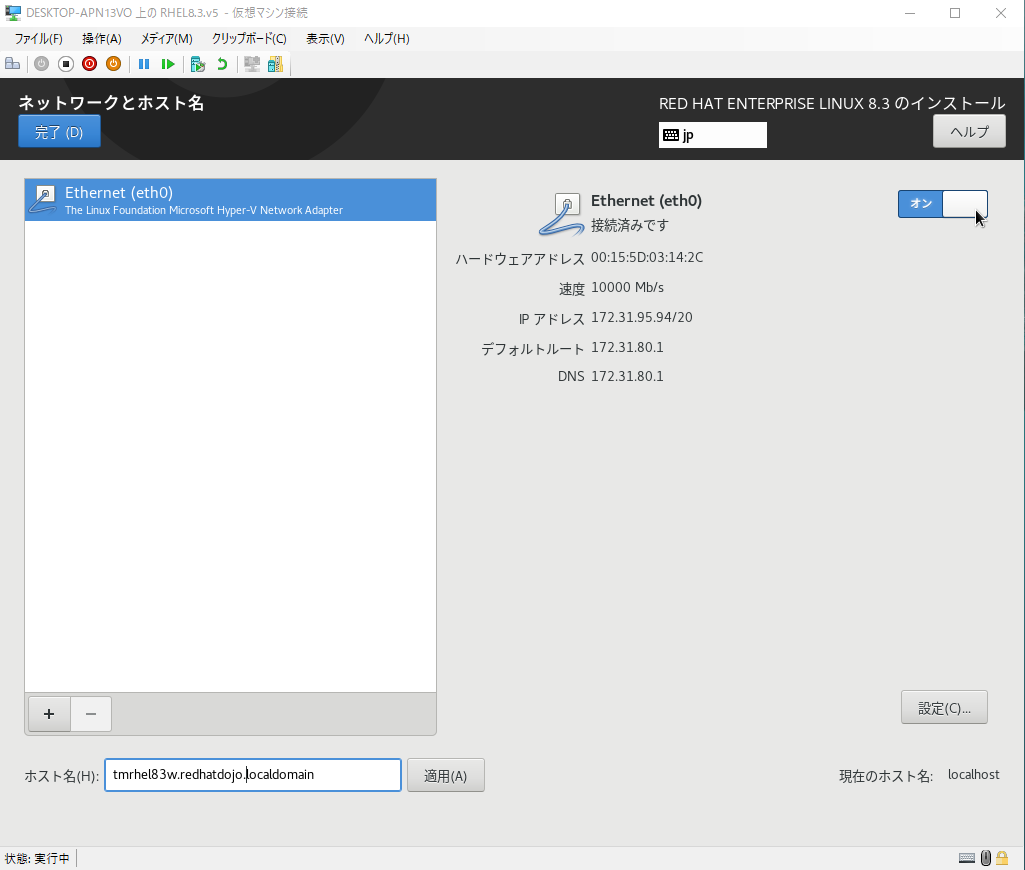 DESKTOP-APN13VO 上の RHEL8.3.v5 - 仮想マシン接続
ファイル(F) 操作(A) メディア(M) クリップボード(C) 表示(V) ヘルプ(H)
ネットワークとホスト名
RED HAT ENTERPRISE LINUX 8.3 のインストール
完了 (D)
jp
ヘルプ
Ethernet (eth0)
The Linux Foundation Microsoft Hyper-V Network Adapter
Ethernet (eth0)
接続済みです
オン
ハードウェアアドレス 00:15:5D:03:14:2C
速度 10000 Mb/s
IP アドレス 172.31.95.94/20
デフォルトルート 172.31.80.1
DNS 172.31.80.1
+ −
設定(C)...
ホスト名(H): tmrhel83w.redhatdojo.localdomain 適用(A) 現在のホスト名: localhost
状態: 実行中